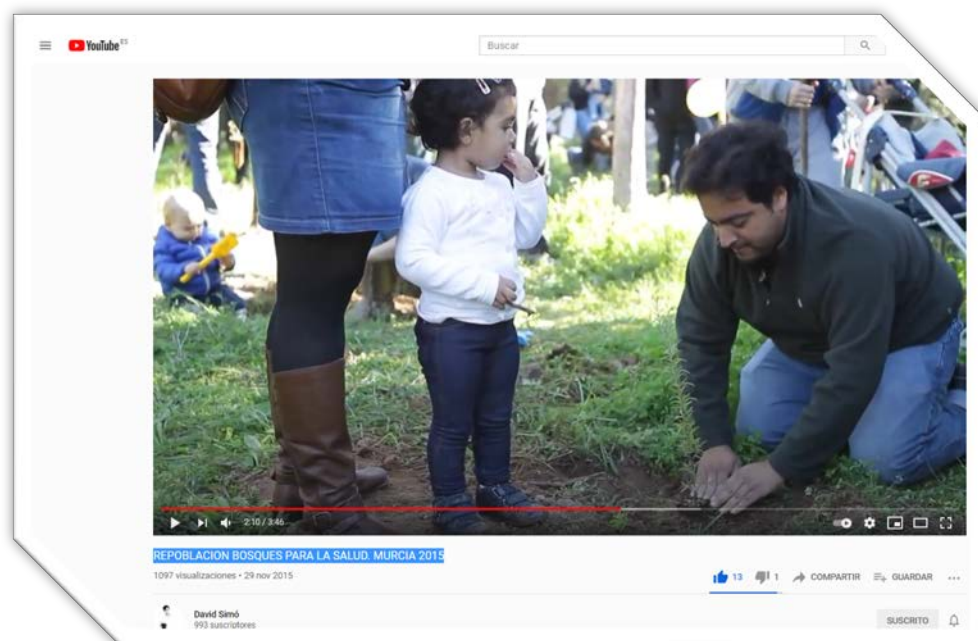 YouTube ES
Buscar
2:10 / 3:46
REPOBLACION BOSQUES PARA LA SALUD. MURCIA 2015
1097 visualizaciones • 29 nov 2015
13 1 COMPARTIR GUARDAR
David Simó
993 suscriptores
SUSCRITO